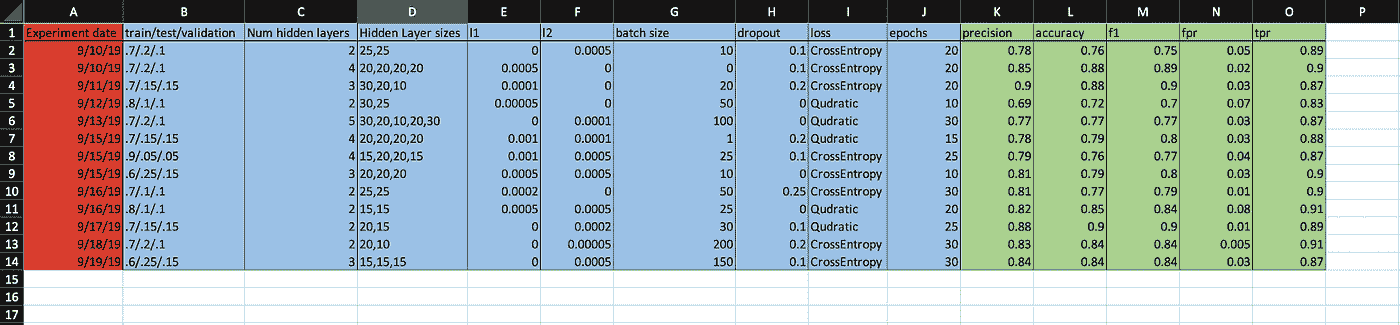 A B C D E F G H I J K L M N O P
1 Experiment date train/test/validation Num hidden layers Hidden Layer sizes l1 l2 batch size dropout loss epochs precision accuracy f1 fpr tpr
2 9/10/19 .7/.2/.1 2 25,25 0 0.0005 10 0.1 CrossEntropy 20 0.78 0.76 0.75 0.05 0.89
3 9/10/19 .7/.2/.1 4 20,20,20,20 0.0005 0 0 0.1 CrossEntropy 20 0.85 0.88 0.89 0.02 0.9
4 9/11/19 .7/.15/.15 3 30,20,10 0.0001 0 20 0.2 CrossEntropy 20 0.9 0.88 0.9 0.03 0.87
5 9/12/19 .8/.1/.1 2 30,25 0.00005 0 50 0 Qudratic 10 0.69 0.72 0.7 0.07 0.83
6 9/13/19 .7/.2/.1 5 30,20,10,20,30 0 0.0001 100 0 Qudratic 30 0.77 0.77 0.77 0.03 0.87
7 9/15/19 .7/.15/.15 4 20,20,20,20 0.001 0.0001 1 0.2 Qudratic 15 0.78 0.79 0.8 0.03 0.88
8 9/15/19 .9/.05/.05 4 15,20,20,15 0.001 0.0005 25 0.1 CrossEntropy 25 0.79 0.76 0.77 0.04 0.87
9 9/15/19 .6/.25/.15 3 20,20,20 0.0005 0.0005 10 0 CrossEntropy 10 0.81 0.79 0.8 0.03 0.9
10 9/16/19 .7/.1/.1 2 25,25 0.0002 0 50 0.25 CrossEntropy 30 0.81 0.77 0.79 0.01 0.9
11 9/16/19 .8/.1/.1 2 15,15 0.0005 0.0005 25 0 Qudratic 20 0.82 0.85 0.84 0.08 0.91
12 9/17/19 .7/.15/.15 2 20,15 0 0.0002 30 0.1 Qudratic 25 0.88 0.9 0.9 0.01 0.89
13 9/18/19 .7/.2/.1 2 20,10 0 0.00005 200 0.2 CrossEntropy 30 0.83 0.84 0.84 0.005 0.91
14 9/19/19 .6/.25/.15 3 15,15,15 0 0.0005 150 0.1 CrossEntropy 30 0.84 0.84 0.84 0.03 0.87
15
16
17